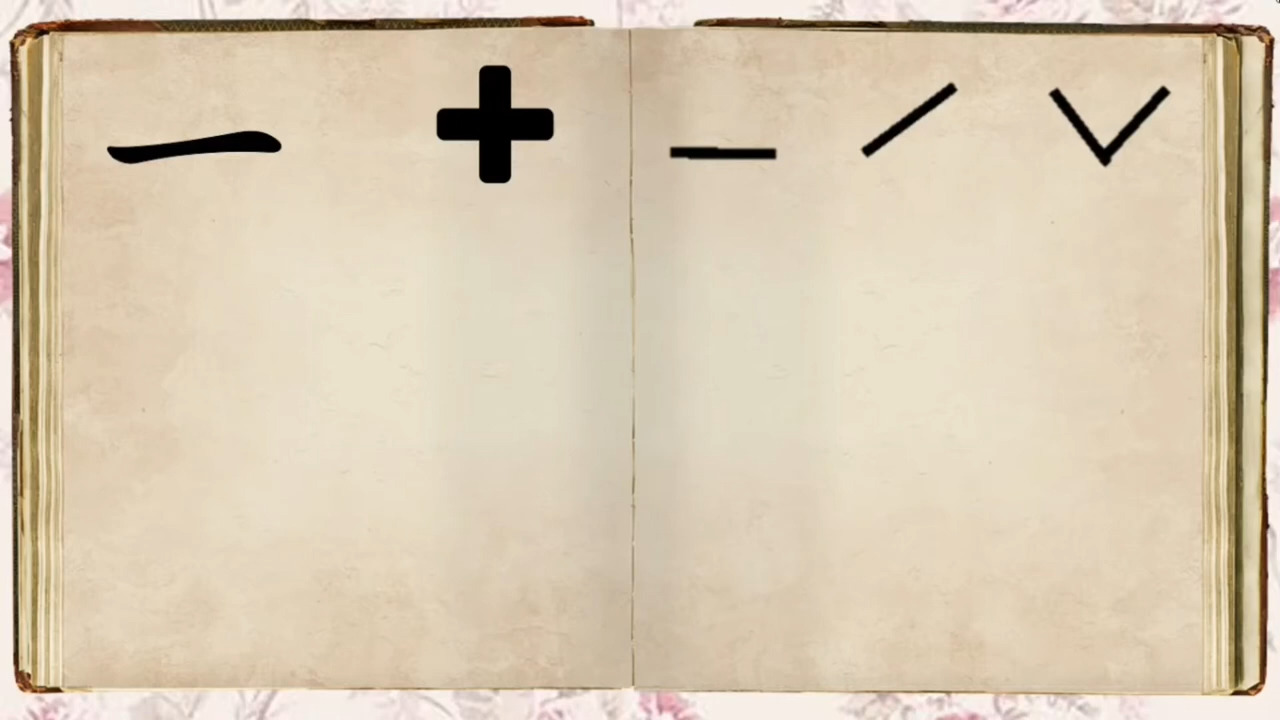 一 + — / V